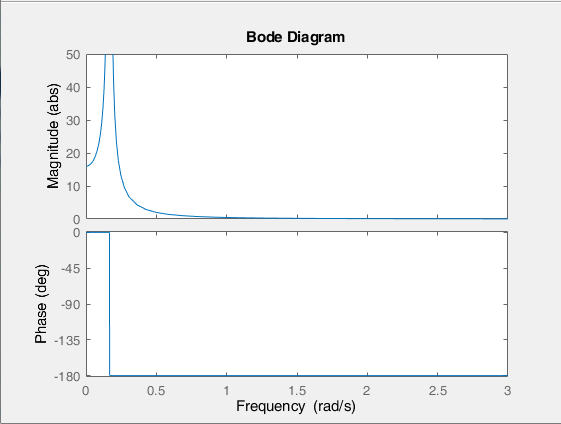 Bode Diagram
Magnitude (abs)
50
40
30
20
10
0
Phase (deg)
0
-45
-90
-135
-180
0 0.5 1 1.5 2 2.5 3
Frequency (rad/s)